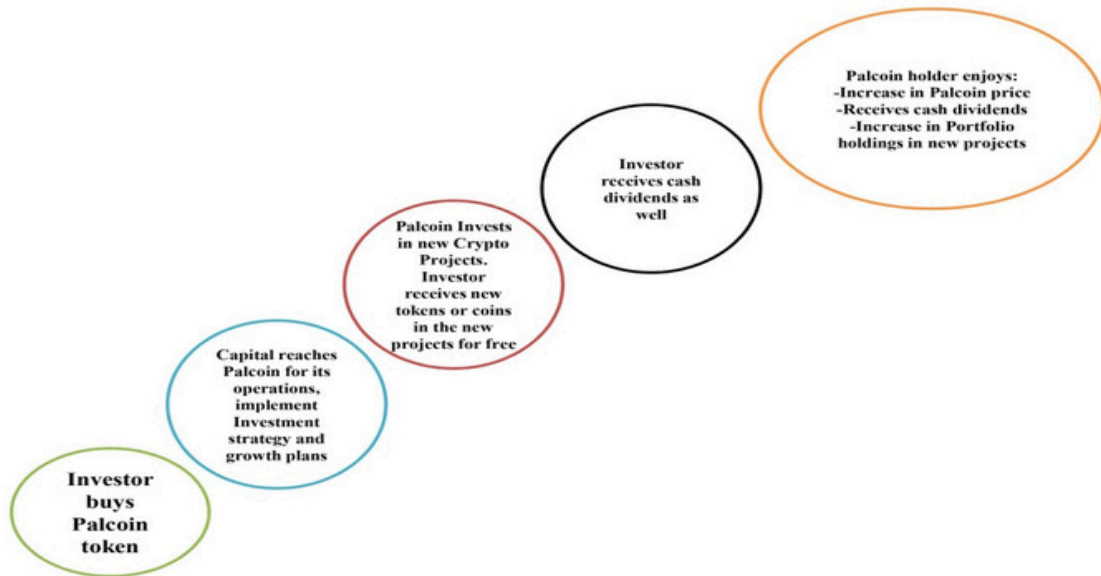 Investor
buys
Palcoin
token
Capital reaches
Palcoin for its
operations,
implement
Investment
strategy and
growth plans
Palcoin Invests
in new Crypto
Projects.
Investor
receives new
tokens or coins
in the new
projects for free
Investor
receives cash
dividends as
well
Palcoin holder enjoys:
-Increase in Palcoin price
-Receives cash dividends
-Increase in Portfolio
holdings in new projects